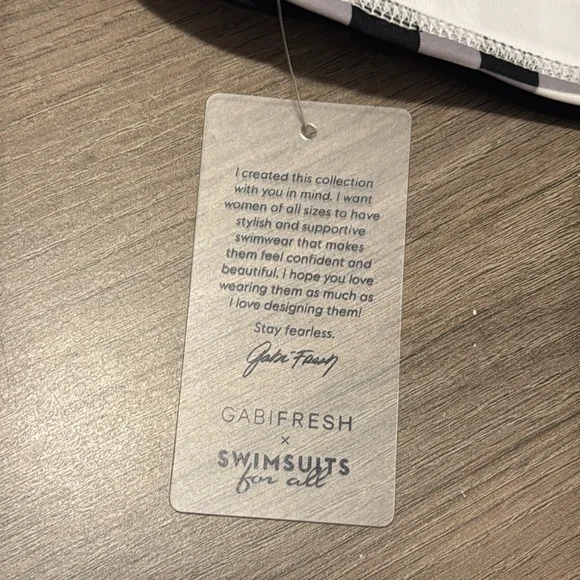 I created this collection
with you in mind. I want
women of all sizes to have
stylish and supportive
swimwear that makes
them feel confident and
beautiful. I hope you love
wearing them as much as
I love designing them!
Stay fearless.
Gabi Fresh
GABIFRESH
x
SWIMSUITS
for all